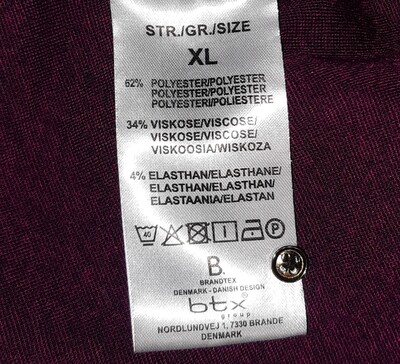 STR./GR./SIZE
XL
62% POLYESTER/POLYESTER
POLYESTER/POLYESTER
POLYESTERI/POLIESTERE
34% VISKOSE/VISCOSE/
VISKOSE/VISCOSE/
VISKOOSIA/WISKOZA
4% ELASTHAN/ELASTHANE/
ELASTHAN/ELASTHAN/
ELASTAANIA/ELASTAN
40 P
B.
BRANDTEX
DENMARK - DANISH DESIGN
btx
group
NORDLUNDVEJ 1, 7330 BRANDE
DENMARK